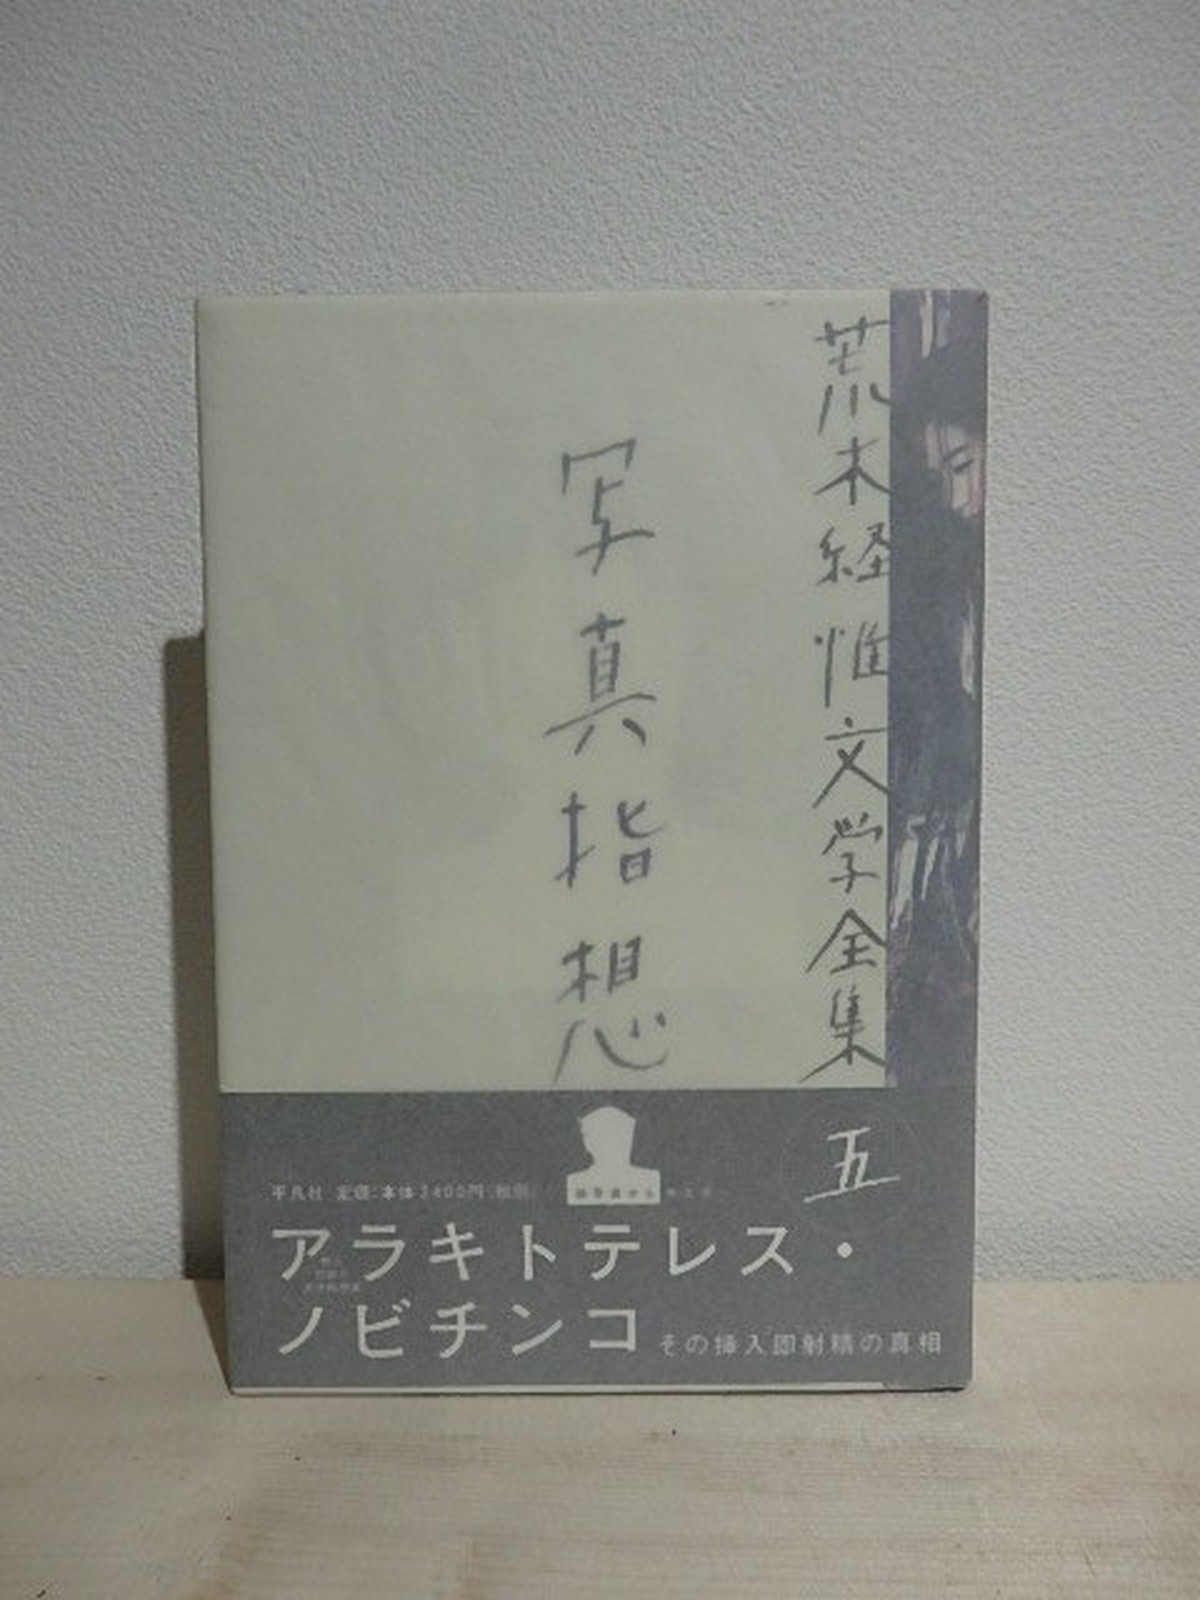 荒木経惟文学全集
写真指想
五
平凡社 定価:本体3400円(税別)
アラキトテレス・
ノビチンコ その挿入即射精の真相